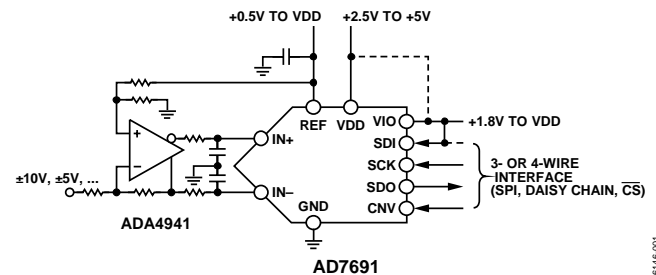 +0.5V TO VDD
+2.5V TO +5V
REF
VDD
VIO
+1.8V TO VDD
SDI
IN+
SCK
3- OR 4-WIRE
INTERFACE
(SPI, DAISY CHAIN, CS)
SDO
±10V, ±5V, ...
IN–
GND
CNV
ADA4941
AD7691
+
–